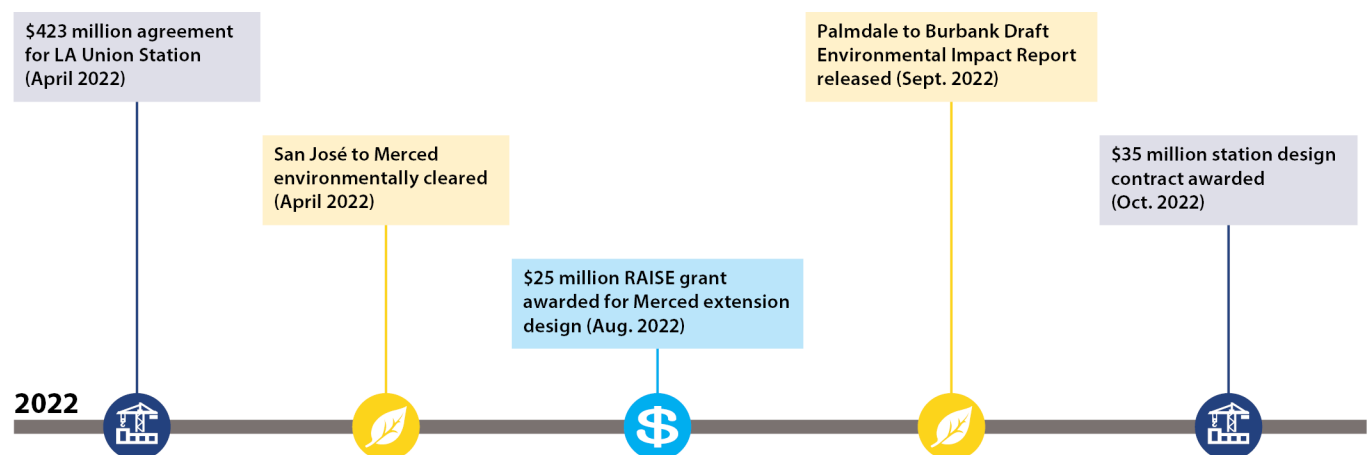 $423 million agreement
for LA Union Station
(April 2022)
San José to Merced
environmentally cleared
(April 2022)
$25 million RAISE grant
awarded for Merced extension
design (Aug. 2022)
Palmdale to Burbank Draft
Environmental Impact Report
released (Sept. 2022)
$35 million station design
contract awarded
(Oct. 2022)
2022
$